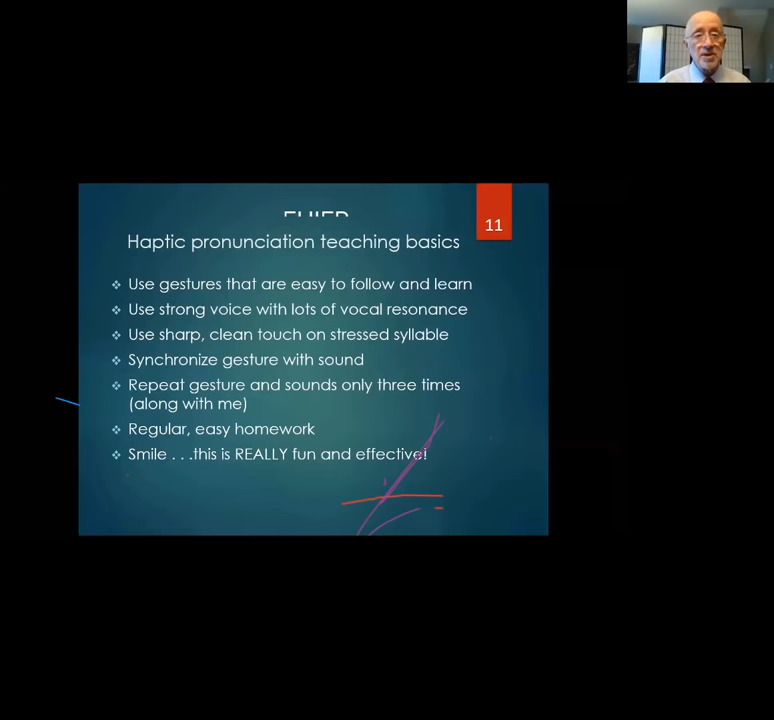 11
Haptic pronunciation teaching basics
Use gestures that are easy to follow and learn
Use strong voice with lots of vocal resonance
Use sharp, clean touch on stressed syllable
Synchronize gesture with sound
Repeat gesture and sounds only three times
(along with me)
Regular, easy homework
Smile . . .this is REALLY fun and effective!